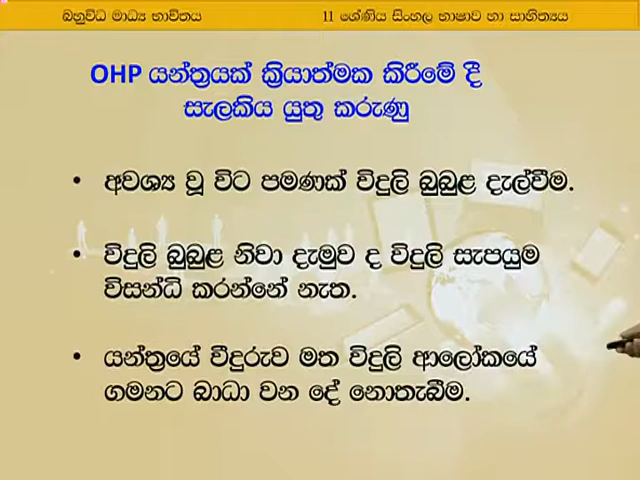 බහුවිධ මාධ්‍ය භාවිතය 11 ශ්‍රේණිය සිංහල භාෂාව හා සාහිත්‍යය
OHP යන්ත්‍රයක් ක්‍රියාත්මක කිරීමේ දී
සැලකිය යුතු කරුණු
• අවශ්‍ය වූ විට පමණක් විදුලි බුබුළ දැල්වීම.
• විදුලි බුබුළ නිවා දැමුව ද විදුලි සැපයුම
විසන්ධි කරන්නේ නැත.
• යන්ත්‍රයේ වීදුරුව මත විදුලි ආලෝකයේ
ගමනට බාධා වන දේ නොතැබීම.